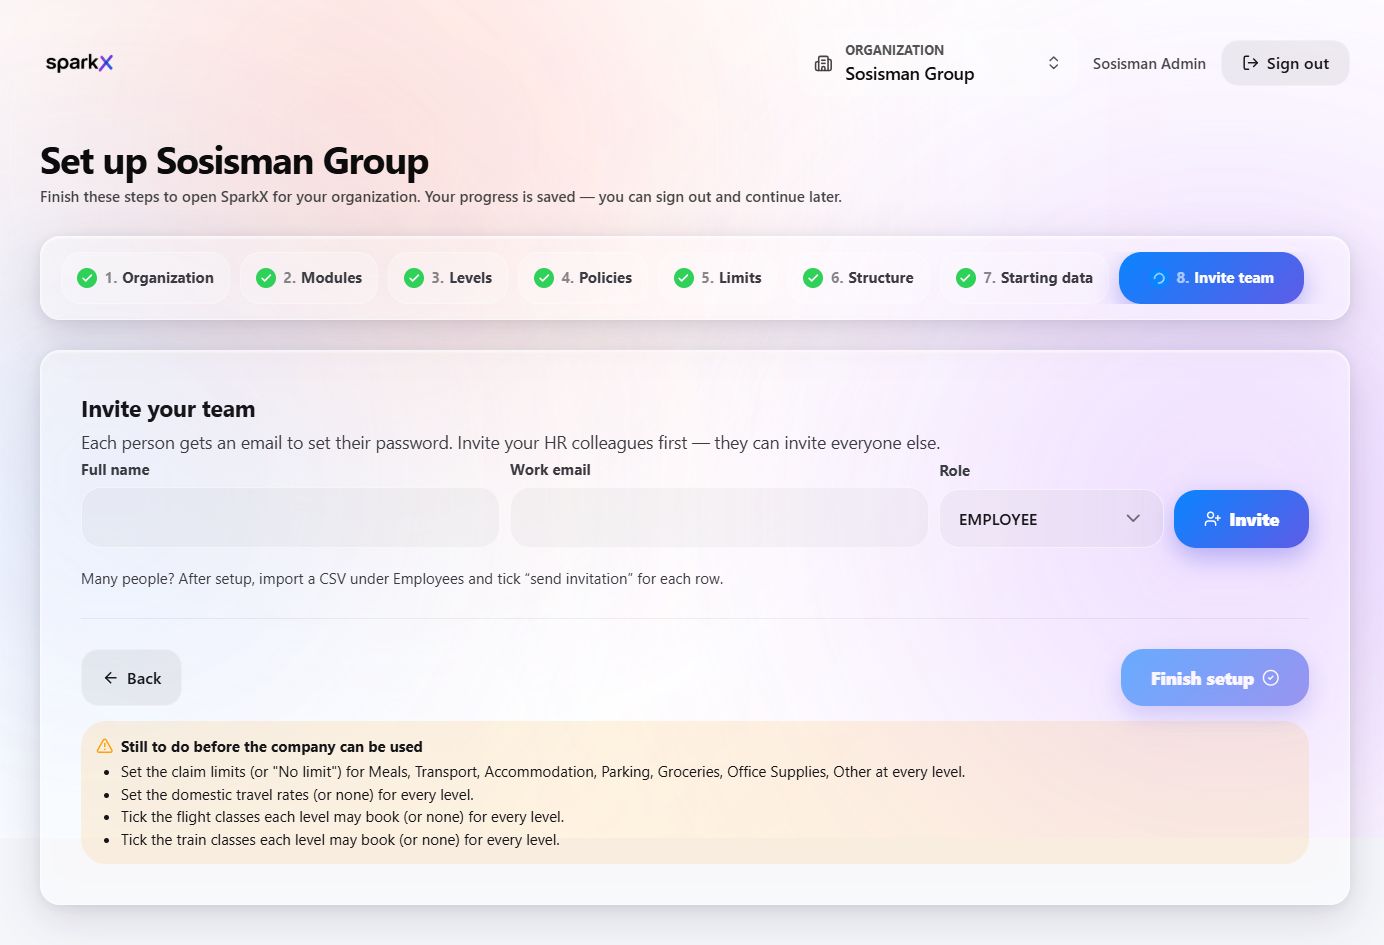 sparkX
ORGANIZATION
Sosisman Group
Sosisman Admin
Sign out
Set up Sosisman Group
Finish these steps to open SparkX for your organization. Your progress is saved — you can sign out and continue later.
1. Organization
2. Modules
3. Levels
4. Policies
5. Limits
6. Structure
7. Starting data
8. Invite team
Invite your team
Each person gets an email to set their password. Invite your HR colleagues first — they can invite everyone else.
Full name
Work email
Role
EMPLOYEE
Invite
Many people? After setup, import a CSV under Employees and tick “send invitation” for each row.
Back
Finish setup
Still to do before the company can be used
• Set the claim limits (or "No limit") for Meals, Transport, Accommodation, Parking, Groceries, Office Supplies, Other at every level.
• Set the domestic travel rates (or none) for every level.
• Tick the flight classes each level may book (or none) for every level.
• Tick the train classes each level may book (or none) for every level.